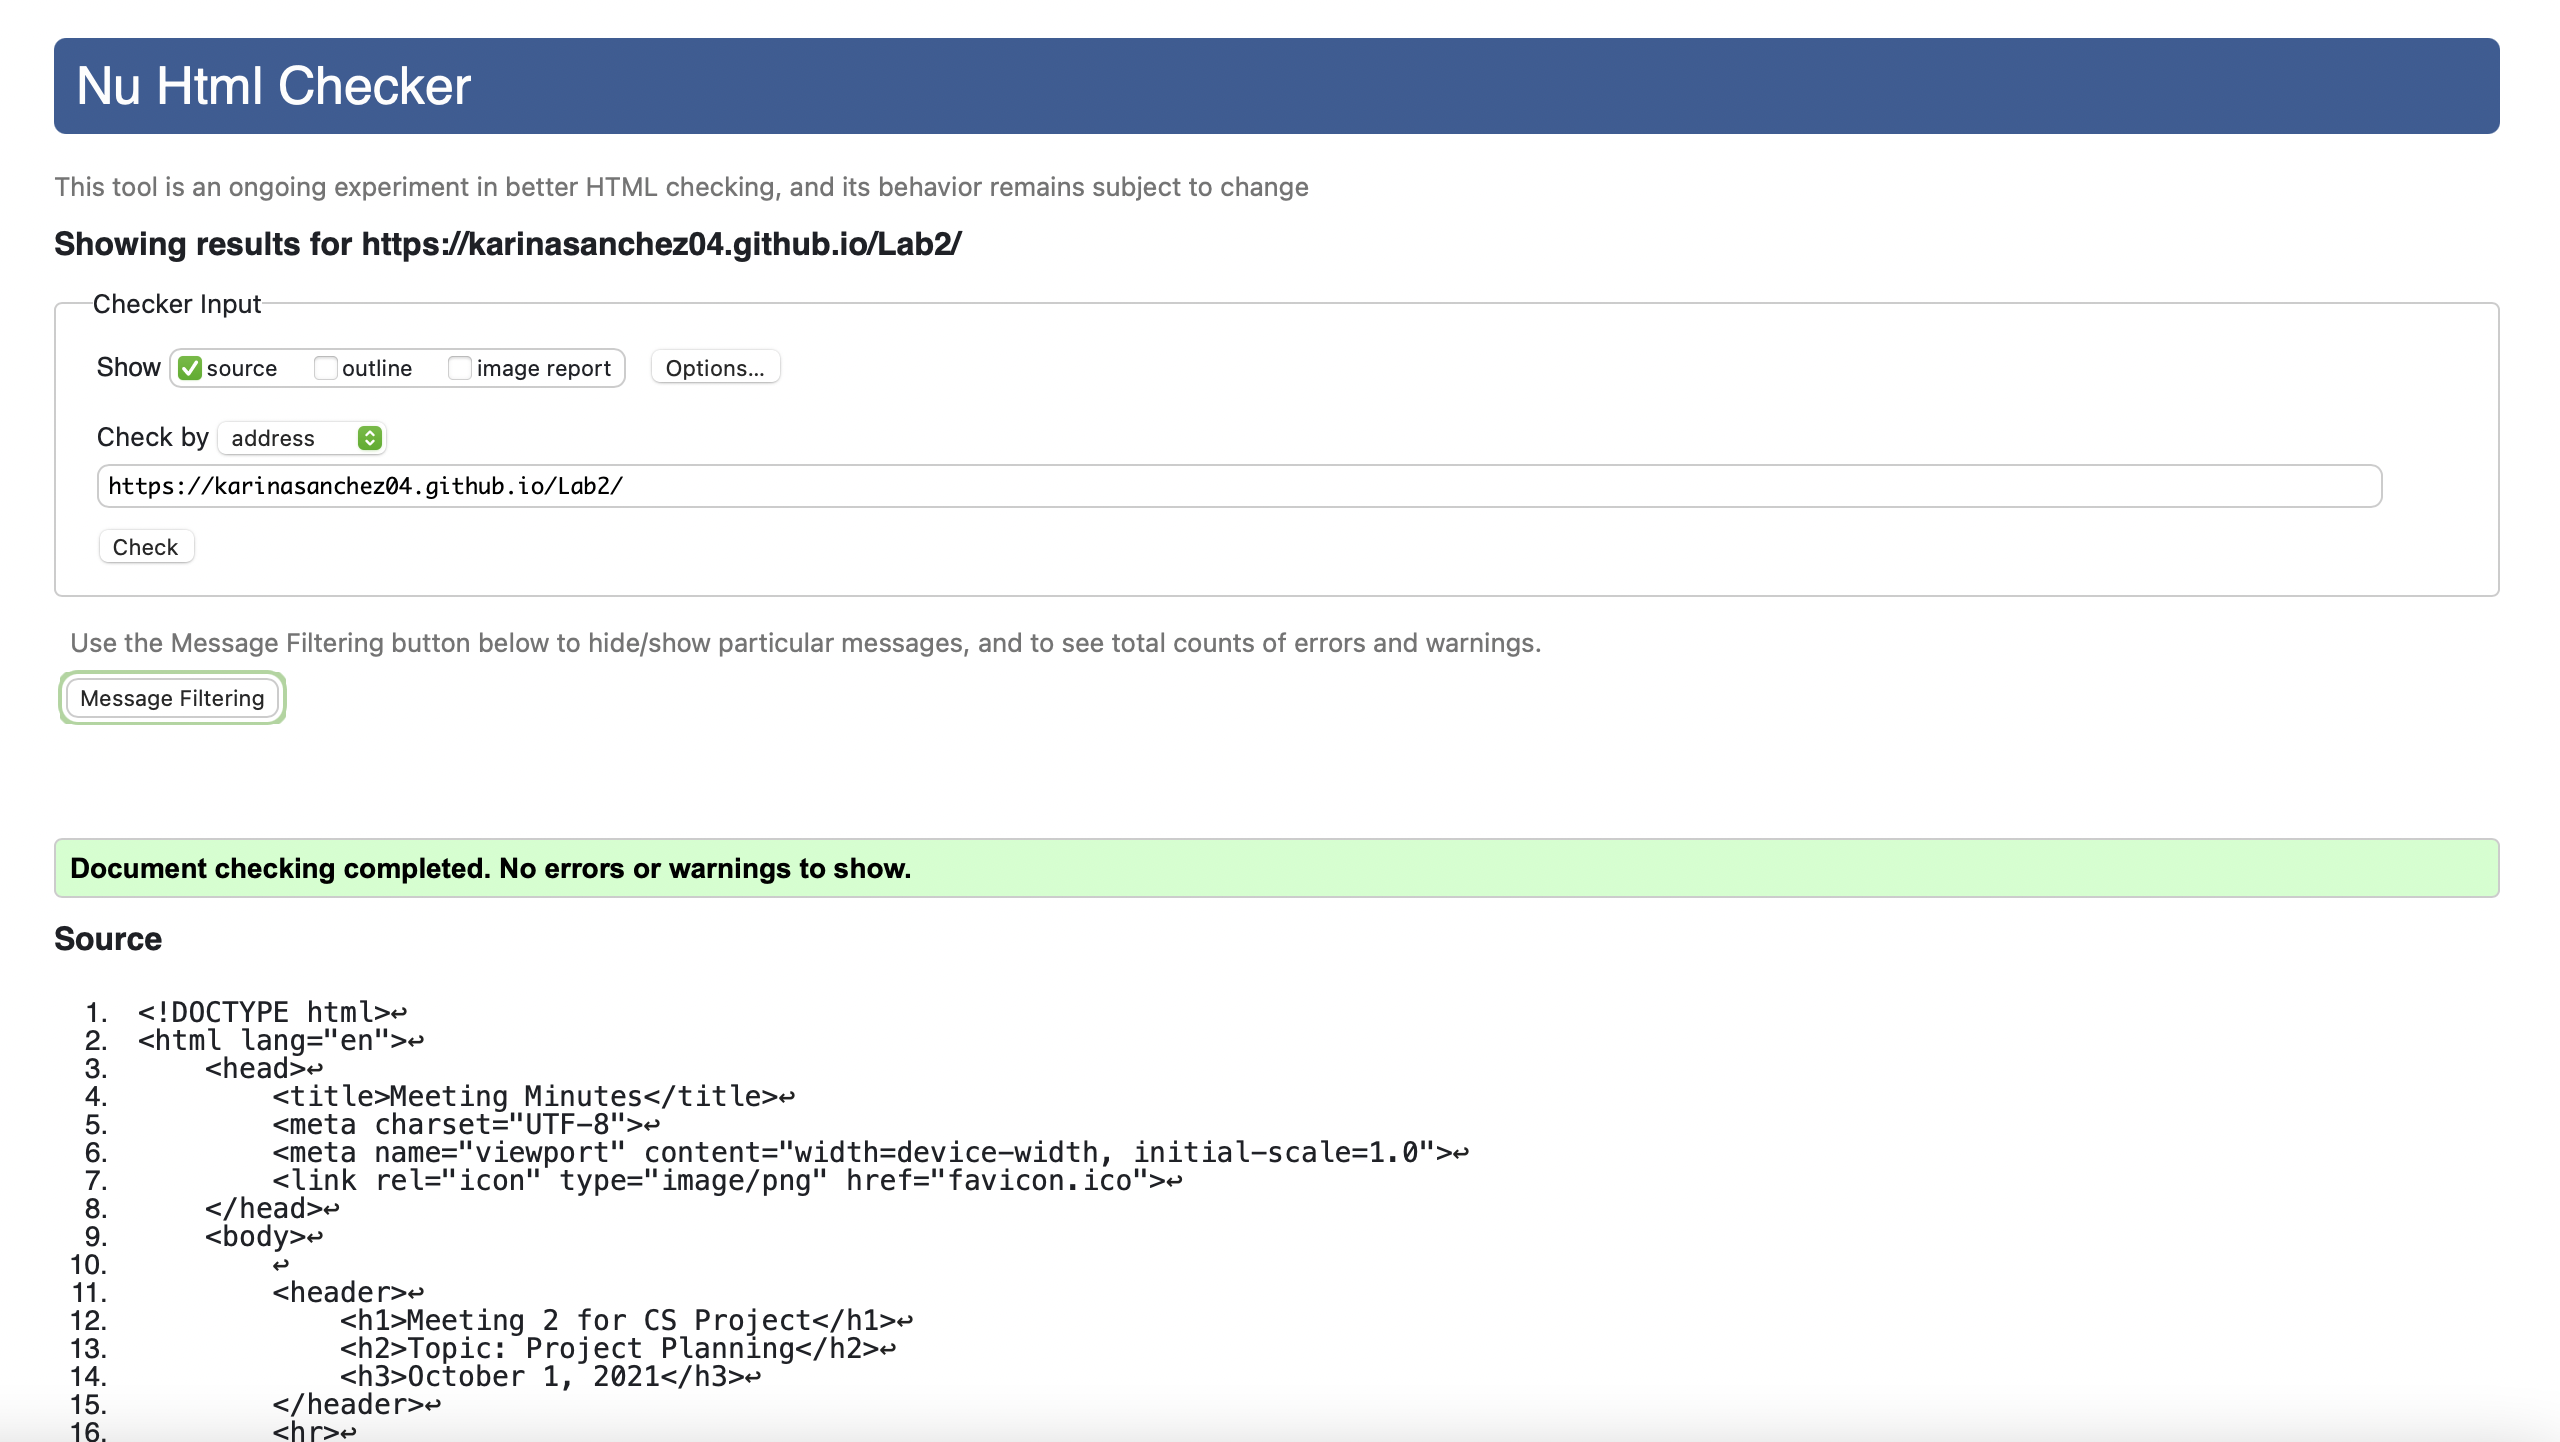 Nu Html Checker
This tool is an ongoing experiment in better HTML checking, and its behavior remains subject to change
Showing results for https://karinasanchez04.github.io/Lab2/
Checker Input
Show source outline image report Options...
Check by address
https://karinasanchez04.github.io/Lab2/
Check
Use the Message Filtering button below to hide/show particular messages, and to see total counts of errors and warnings.
Message Filtering
Document checking completed. No errors or warnings to show.
Source
1. <!DOCTYPE html>↩
2. <html lang="en">↩
3.     <head>↩
4.         <title>Meeting Minutes</title>↩
5.         <meta charset="UTF-8">↩
6.         <meta name="viewport" content="width=device-width, initial-scale=1.0">↩
7.         <link rel="icon" type="image/png" href="favicon.ico">↩
8.     </head>↩
9.     <body>↩
10.         ↩
11.         <header>↩
12.             <h1>Meeting 2 for CS Project</h1>↩
13.             <h2>Topic: Project Planning</h2>↩
14.             <h3>October 1, 2021</h3>↩
15.         </header>↩
16.         <hr>↩